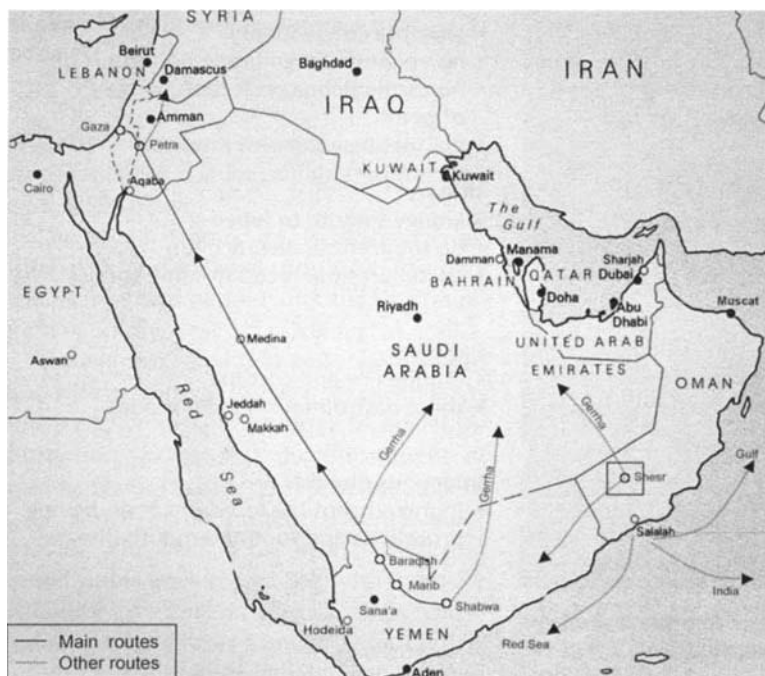 SYRIA
Beirut
LEBANON
Damascus
Baghdad
IRAN
IRAQ
Amman
Gaza
Petra
KUWAIT
Kuwait
Cairo
Aqaba
The
Gulf
Damman
Manama
Sharjah
BAHRAIN
QATAR
Dubai
EGYPT
Doha
Abu
Dhabi
Muscat
Riyadh
Medina
UNITED ARAB
EMIRATES
SAUDI
ARABIA
Aswan
OMAN
Red
Sea
Jeddah
Makkah
Gerrha
Gerrha
Gerrha
Gulf
Shesr
Salalah
Baraqish
Marib
India
Sana'a
Shabwa
Hodeida
YEMEN
Red Sea
Aden
Main routes
Other routes